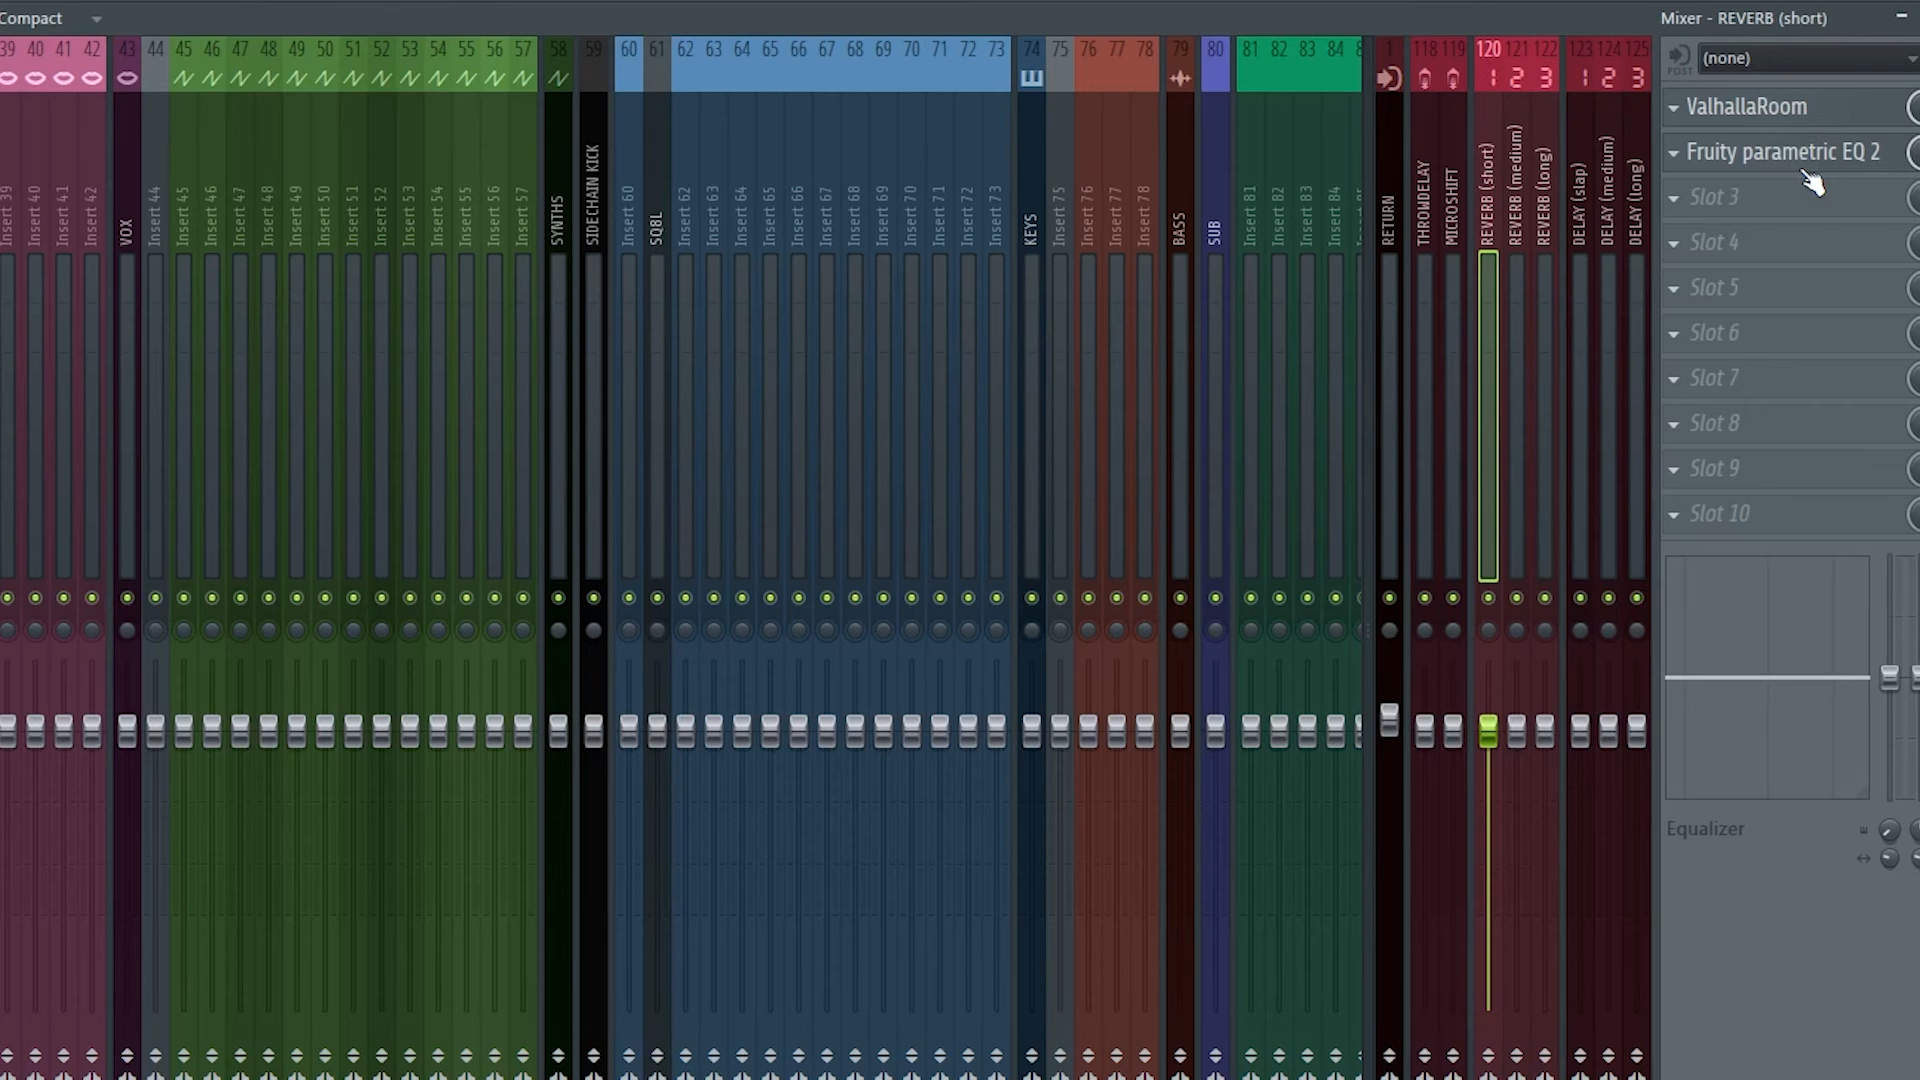 Compact
Mixer - REVERB (short)
39 40 41 42 43 44 45 46 47 48 49 50 51 52 53 54 55 56 57 58 59 60 61 62 63 64 65 66 67 68 69 70 71 72 73 74 75 76 77 78 79 80 81 82 83 84 8 1 118 119 120 121 122 123 124 125
1 2 3 1 2 3
POST
(none)
ValhallaRoom
Fruity parametric EQ 2
Slot 3
Slot 4
Slot 5
Slot 6
Slot 7
Slot 8
Slot 9
Slot 10
Equalizer
Insert 39
Insert 40
Insert 41
Insert 42
VOX
Insert 44
Insert 45
Insert 46
Insert 47
Insert 48
Insert 49
Insert 50
Insert 51
Insert 52
Insert 53
Insert 54
Insert 55
Insert 56
Insert 57
SYNTHS
SIDECHAIN KICK
Insert 60
SQBL
Insert 62
Insert 63
Insert 64
Insert 65
Insert 66
Insert 67
Insert 68
Insert 69
Insert 70
Insert 71
Insert 72
Insert 73
KEYS
Insert 75
Insert 76
Insert 77
Insert 78
BASS
SUB
Insert 81
Insert 82
Insert 83
Insert 84
RETURN
THROWDELAY
MICROSHIFT
REVERB (short)
REVERB (medium)
REVERB (long)
DELAY (slap)
DELAY (medium)
DELAY (long)